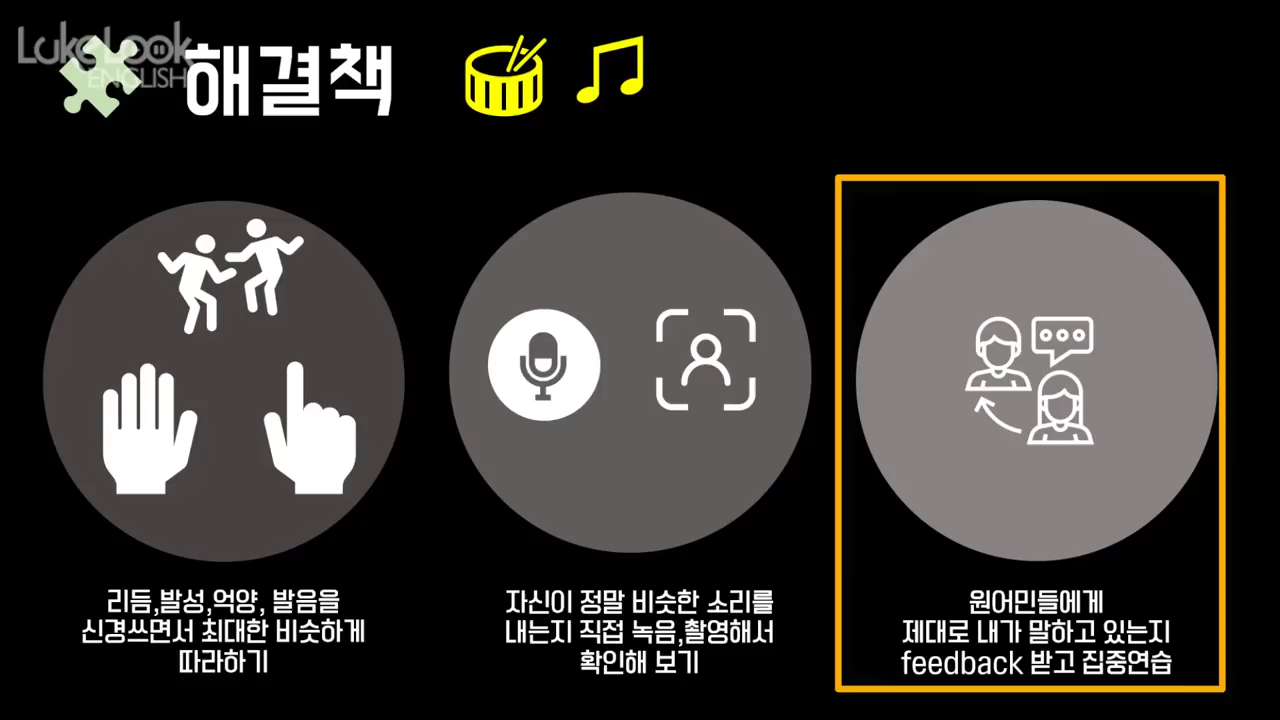 LukeLook
ENGLISH
해결책
리듬,발성,억양, 발음을
신경쓰면서 최대한 비슷하게
따라하기
자신이 정말 비슷한 소리를
내는지 직접 녹음,촬영해서
확인해 보기
원어민들에게
제대로 내가 말하고 있는지
feedback 받고 집중연습